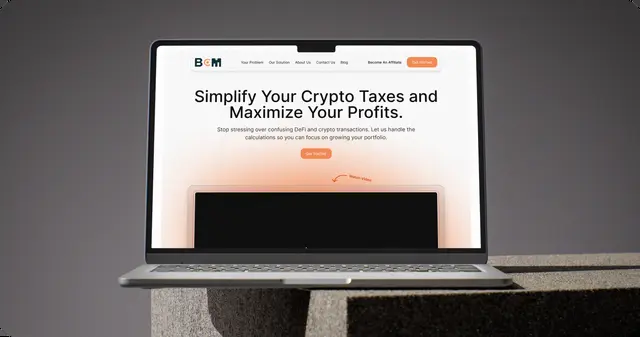 BCM
Your Problem Our Solution About Us Contact Us Blog Become An Affiliate Get Started
Simplify Your Crypto Taxes and
Maximize Your Profits.
Stop stressing over confusing DeFi and crypto transactions. Let us handle the
calculations so you can focus on growing your portfolio.
Get Started
Watch Video